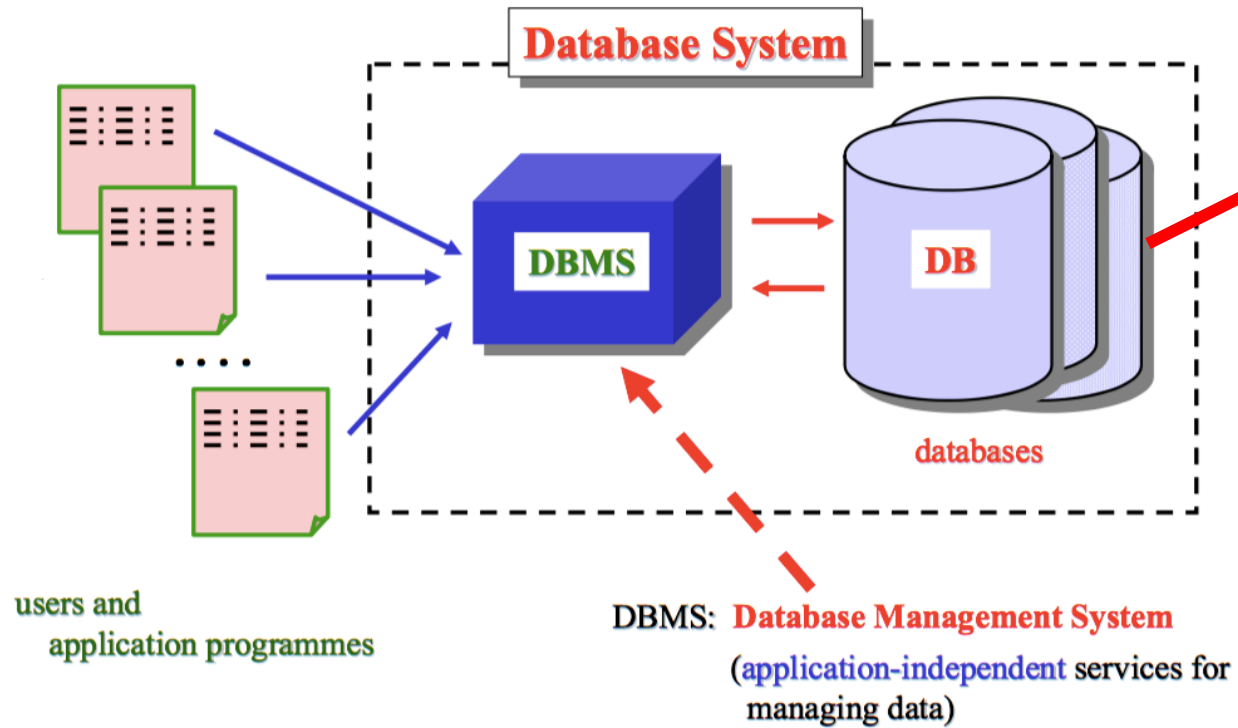 Database System
DBMS
DB
. . . .
databases
users and
application programmes
DBMS: Database Management System
(application-independent services for
managing data)